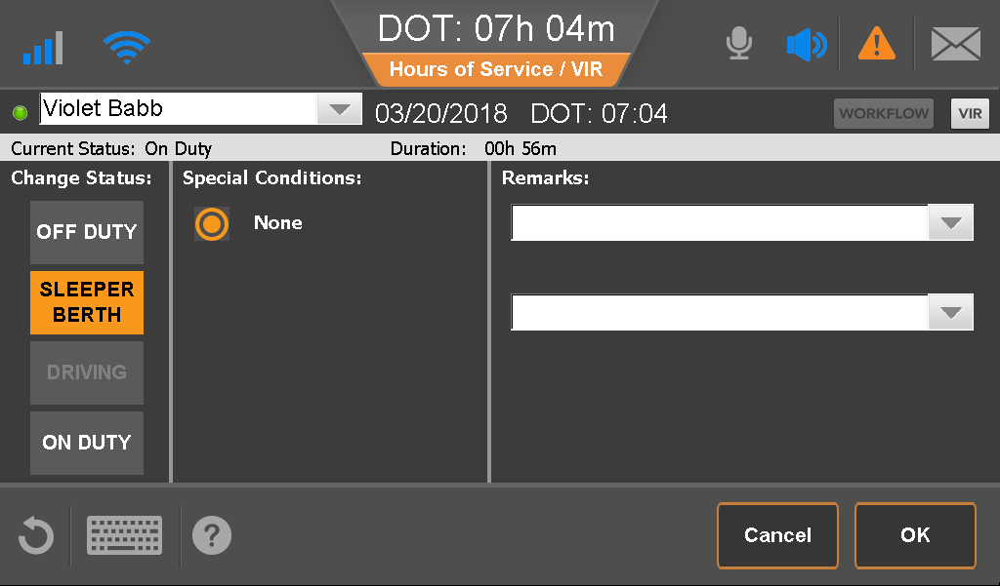 DOT: 07h 04m
Hours of Service / VIR
Violet Babb
03/20/2018 DOT: 07:04
WORKFLOW
VIR
Current Status: On Duty
Duration: 00h 56m
Change Status:
OFF DUTY
SLEEPER
BERTH
DRIVING
ON DUTY
Special Conditions:
None
Remarks:
?
Cancel
OK